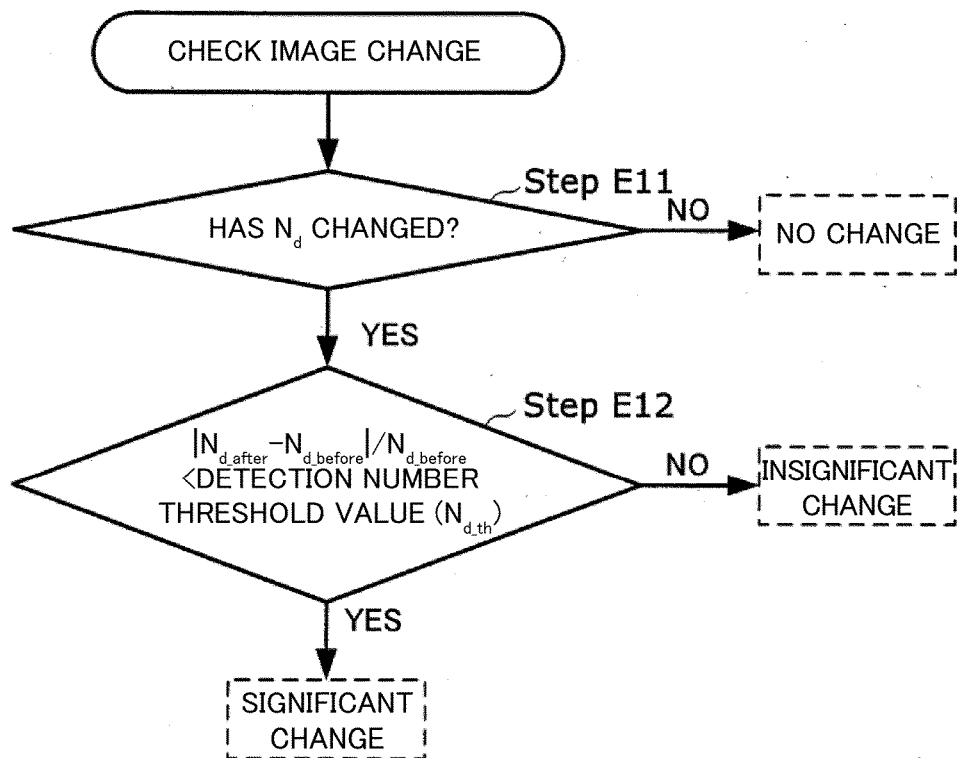 CHECK IMAGE CHANGE
Step E11
HAS N_d CHANGED?
NO
NO CHANGE
YES
Step E12
|N_d_after-N_d_before|/N_d_before
<DETECTION NUMBER
THRESHOLD VALUE (N_d_th)
NO
INSIGNIFICANT
CHANGE
YES
SIGNIFICANT
CHANGE